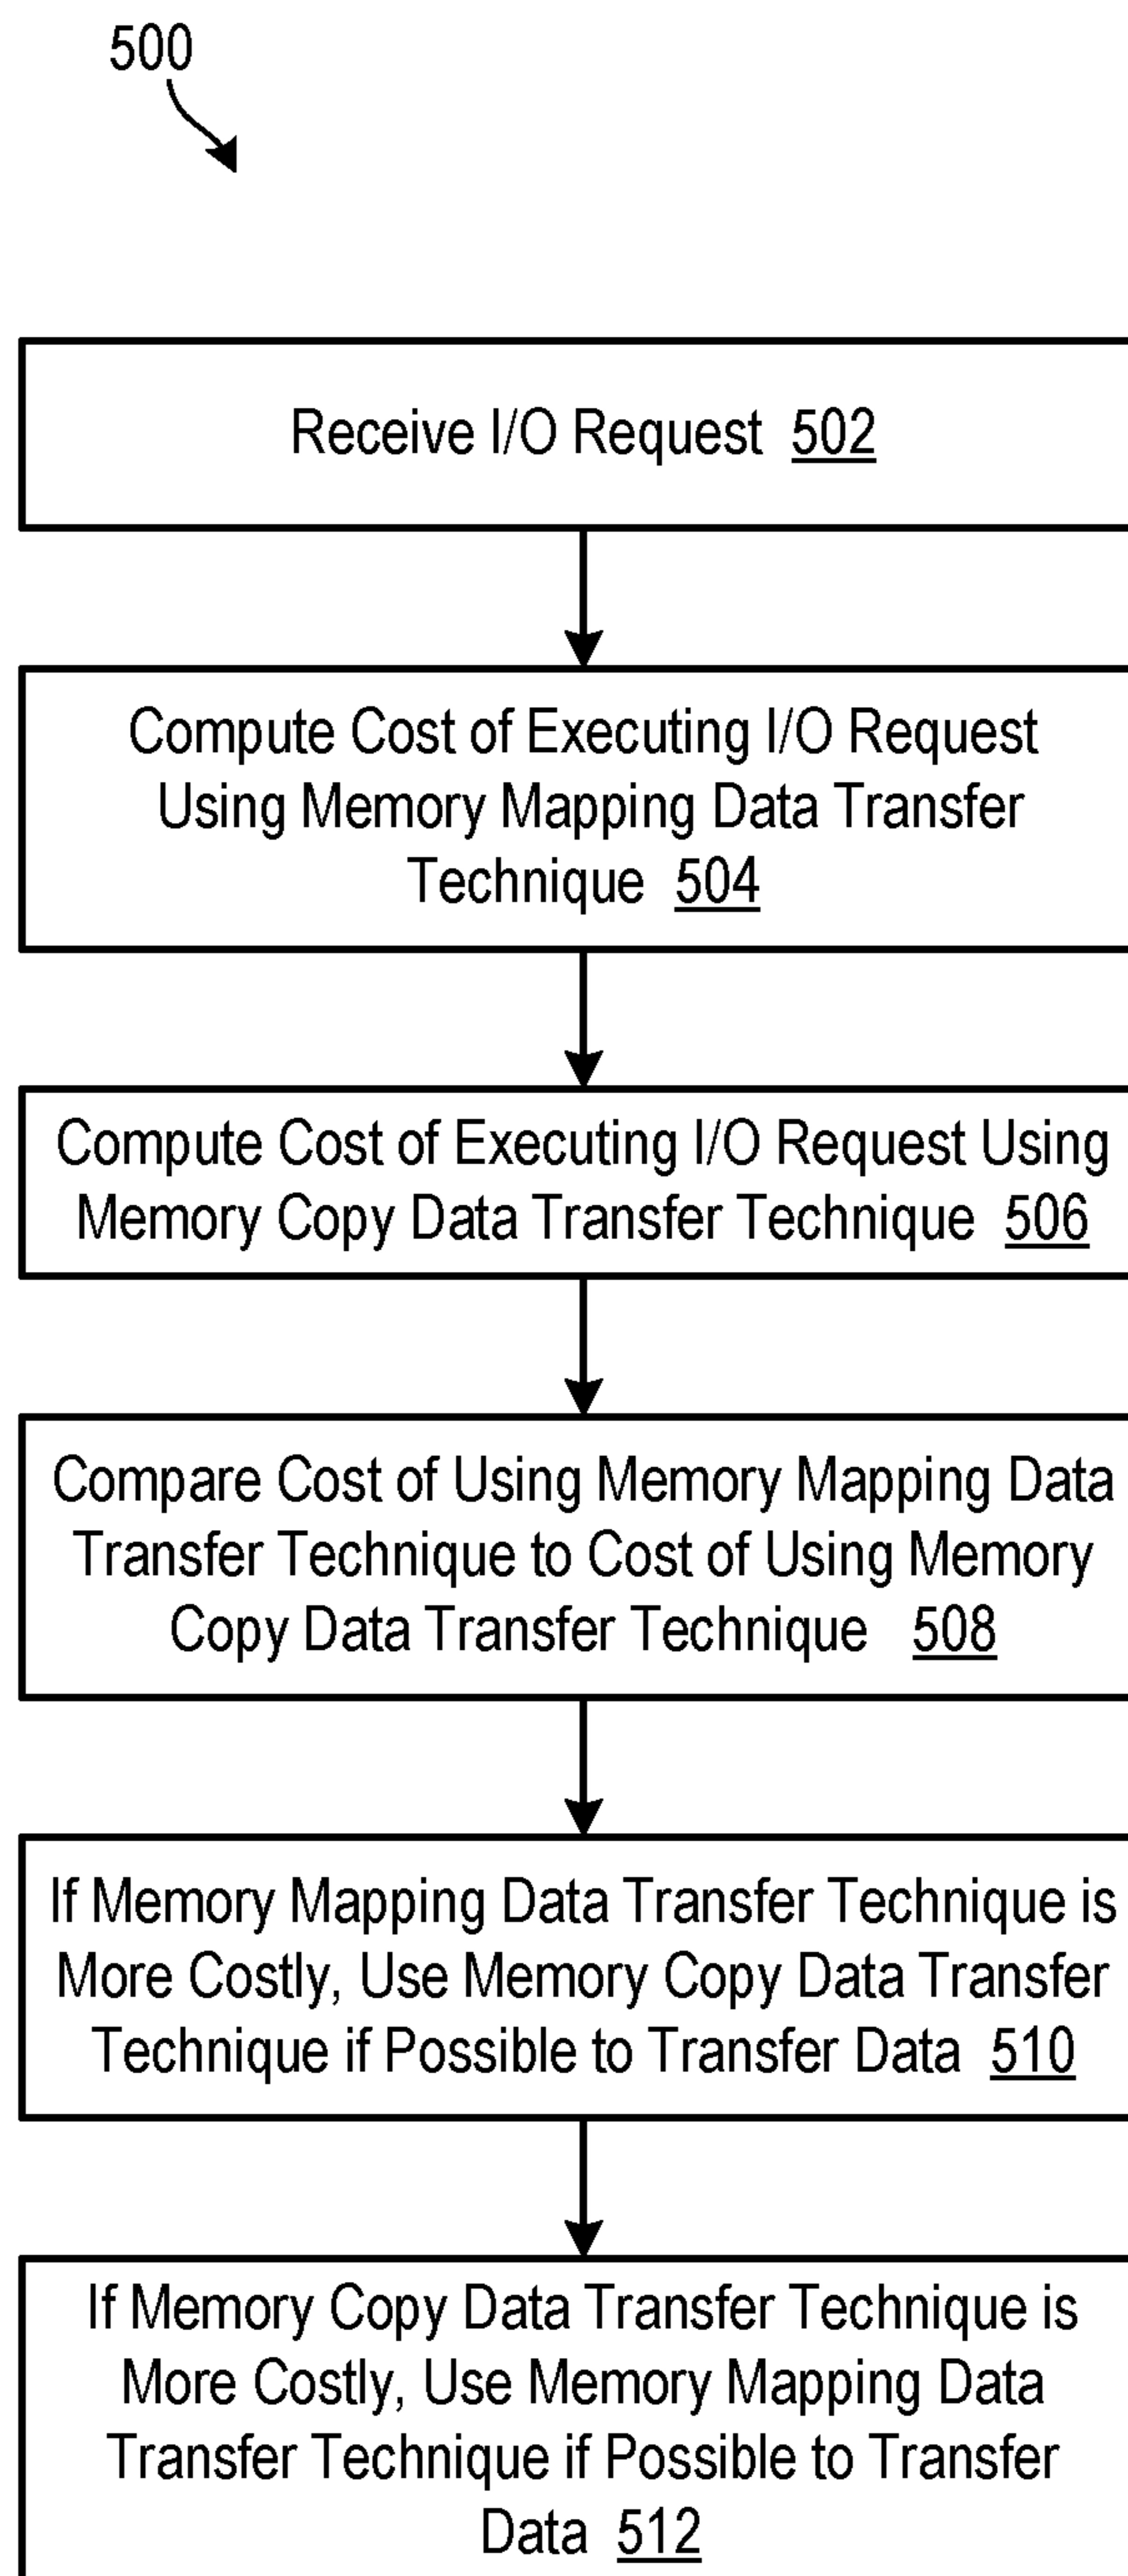 500
Receive I/O Request 502
Compute Cost of Executing I/O Request
Using Memory Mapping Data Transfer
Technique 504
Compute Cost of Executing I/O Request Using
Memory Copy Data Transfer Technique 506
Compare Cost of Using Memory Mapping Data
Transfer Technique to Cost of Using Memory
Copy Data Transfer Technique 508
If Memory Mapping Data Transfer Technique is
More Costly, Use Memory Copy Data Transfer
Technique if Possible to Transfer Data 510
If Memory Copy Data Transfer Technique is
More Costly, Use Memory Mapping Data
Transfer Technique if Possible to Transfer
Data 512